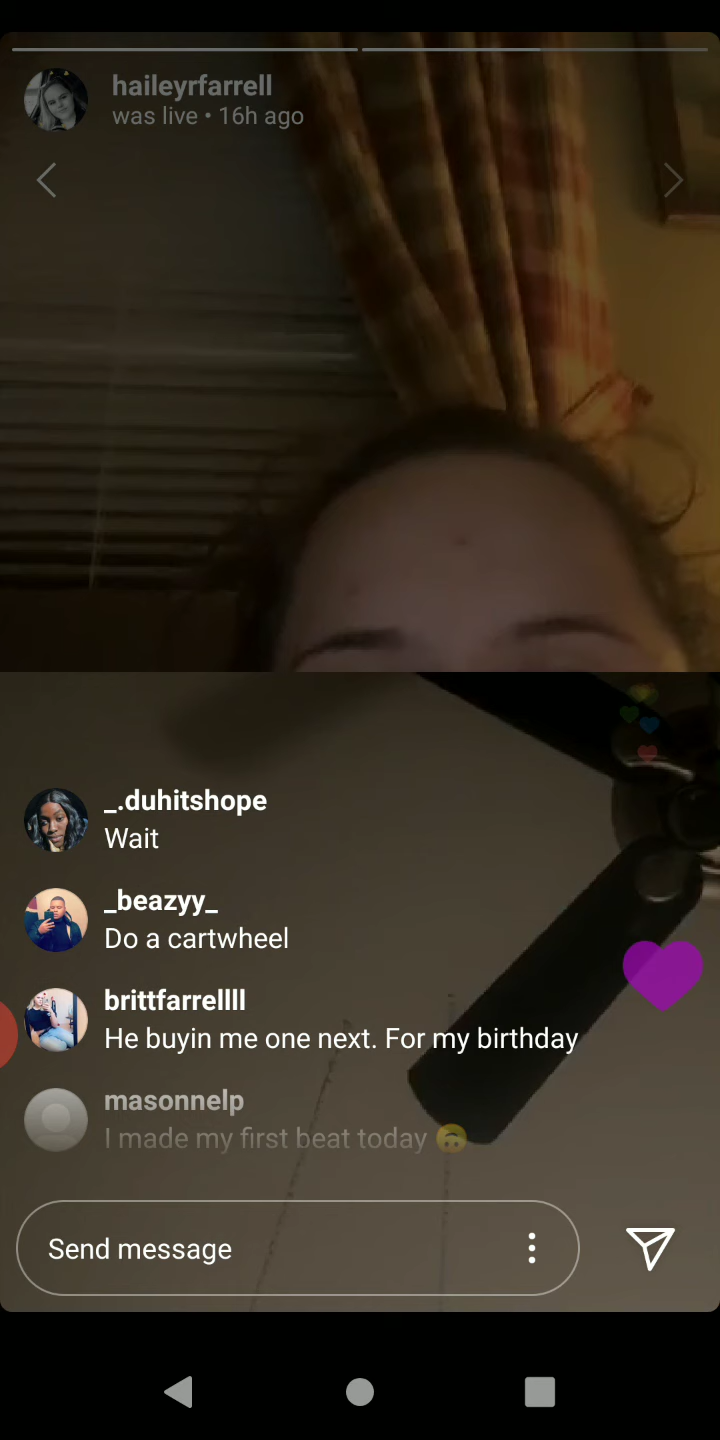 haileyrfarrell
was live • 16h ago
_.duhitshope
Wait
_beazyy_
Do a cartwheel
brittfarrellll
He buyin me one next. For my birthday
masonnelp
I made my first beat today 🙃
Send message